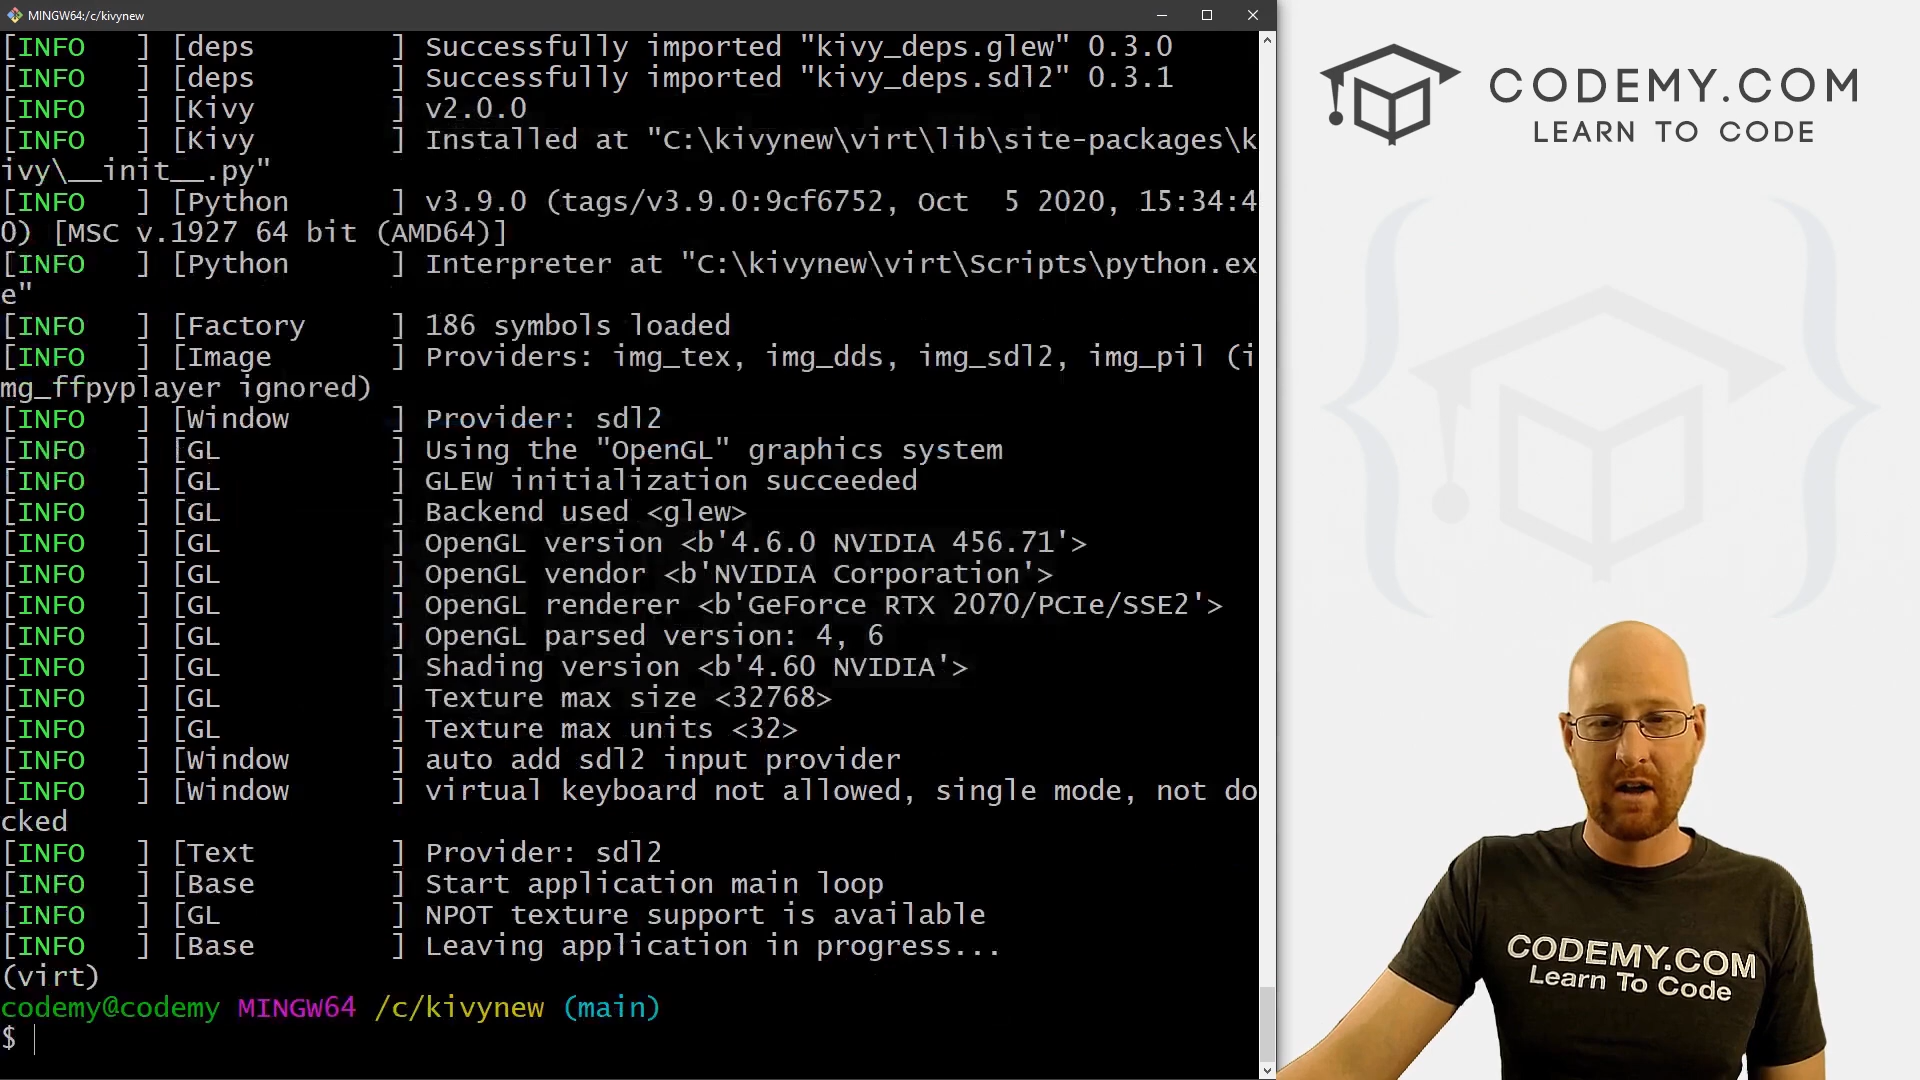 MINGW64:/c/kivynew
[INFO   ] [deps        ] Successfully imported "kivy_deps.glew" 0.3.0
[INFO   ] [deps        ] Successfully imported "kivy_deps.sdl2" 0.3.1
[INFO   ] [Kivy        ] v2.0.0
[INFO   ] [Kivy        ] Installed at "C:\kivynew\virt\lib\site-packages\k
ivy\__init__.py"
[INFO   ] [Python      ] v3.9.0 (tags/v3.9.0:9cf6752, Oct  5 2020, 15:34:4
0) [MSC v.1927 64 bit (AMD64)]
[INFO   ] [Python      ] Interpreter at "C:\kivynew\virt\Scripts\python.ex
e"
[INFO   ] [Factory     ] 186 symbols loaded
[INFO   ] [Image       ] Providers: img_tex, img_dds, img_sdl2, img_pil (i
mg_ffpyplayer ignored)
[INFO   ] [Window      ] Provider: sdl2
[INFO   ] [GL          ] Using the "OpenGL" graphics system
[INFO   ] [GL          ] GLEW initialization succeeded
[INFO   ] [GL          ] Backend used <glew>
[INFO   ] [GL          ] OpenGL version <b'4.6.0 NVIDIA 456.71'>
[INFO   ] [GL          ] OpenGL vendor <b'NVIDIA Corporation'>
[INFO   ] [GL          ] OpenGL renderer <b'GeForce RTX 2070/PCIe/SSE2'>
[INFO   ] [GL          ] OpenGL parsed version: 4, 6
[INFO   ] [GL          ] Shading version <b'4.60 NVIDIA'>
[INFO   ] [GL          ] Texture max size <32768>
[INFO   ] [GL          ] Texture max units <32>
[INFO   ] [Window      ] auto add sdl2 input provider
[INFO   ] [Window      ] virtual keyboard not allowed, single mode, not do
cked
[INFO   ] [Text        ] Provider: sdl2
[INFO   ] [Base        ] Start application main loop
[INFO   ] [GL          ] NPOT texture support is available
[INFO   ] [Base        ] Leaving application in progress...
(virt)
codemy@codemy MINGW64 /c/kivynew (main)
$
CODEMY.COM
LEARN TO CODE
CODEMY.COM
Learn To Code